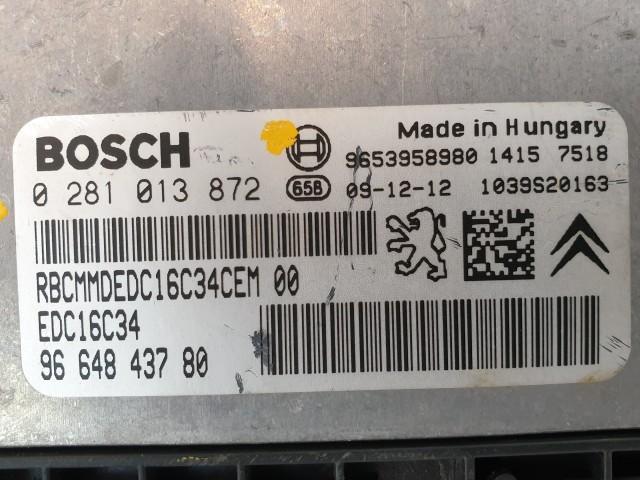 BOSCH
Made in Hungary
9653958980 1415 7518
0 281 013 872
65B 09-12-12 1039S20163
RBCMMDEDC16C34CEM 00
EDC16C34
96 648 437 80